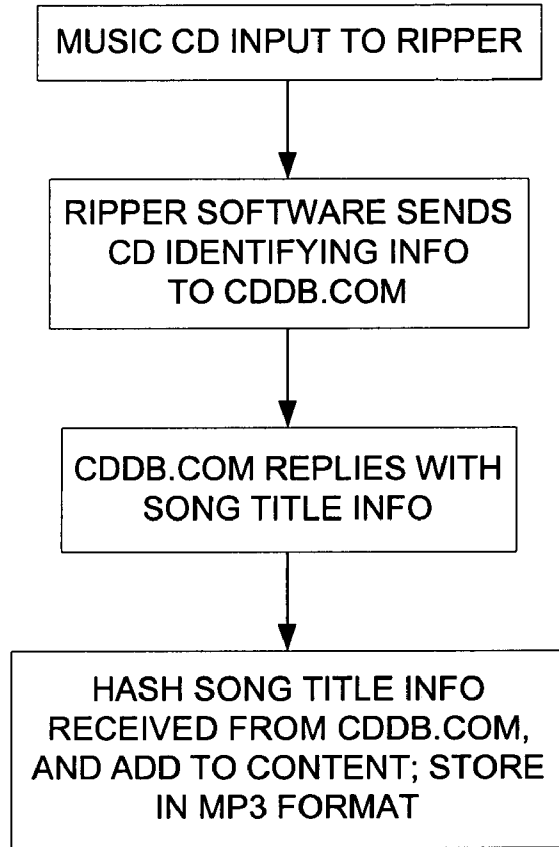 MUSIC CD INPUT TO RIPPER
RIPPER SOFTWARE SENDS
CD IDENTIFYING INFO
TO CDDB.COM
CDDB.COM REPLIES WITH
SONG TITLE INFO
HASH SONG TITLE INFO
RECEIVED FROM CDDB.COM,
AND ADD TO CONTENT; STORE
IN MP3 FORMAT